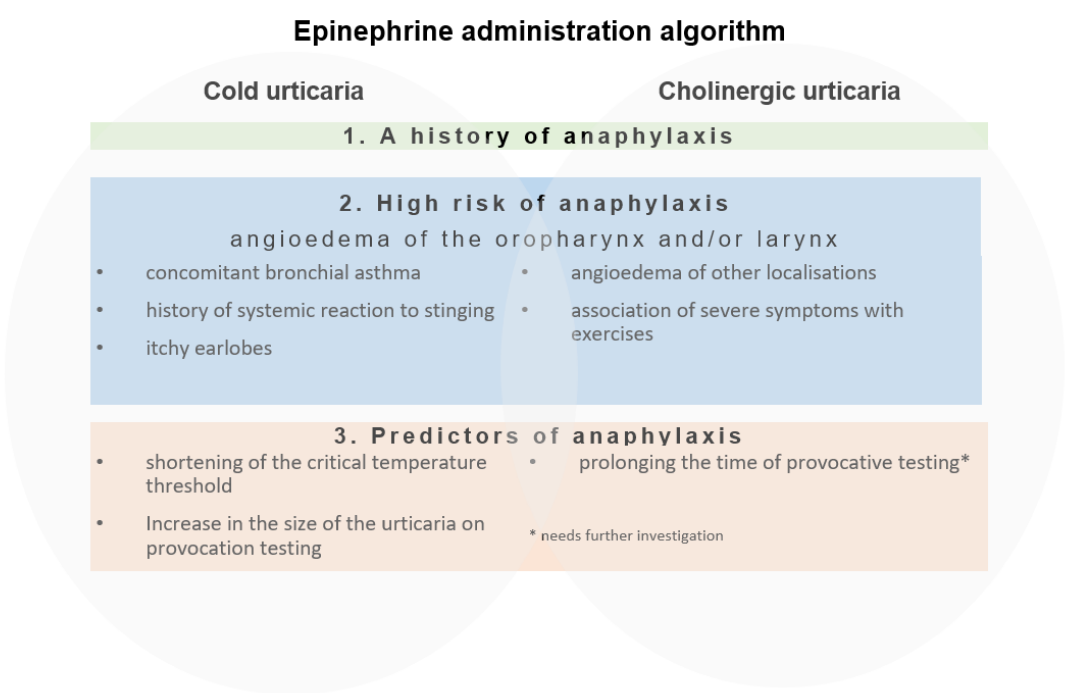 Epinephrine administration algorithm
Cold urticaria
Cholinergic urticaria
1. A history of anaphylaxis
2. High risk of anaphylaxis
angioedema of the oropharynx and/or larynx
• concomitant bronchial asthma
• history of systemic reaction to stinging
• itchy earlobes
• angioedema of other localisations
• association of severe symptoms with
exercises
3. Predictors of anaphylaxis
• shortening of the critical temperature
threshold
• Increase in the size of the urticaria on
provocation testing
• prolonging the time of provocative testing*
* needs further investigation